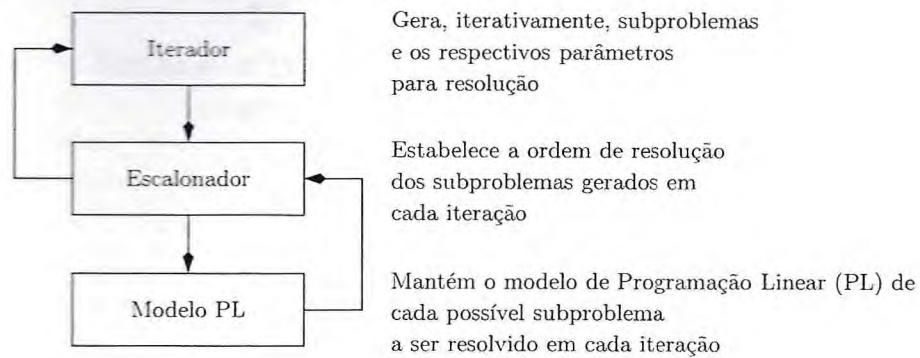 Iterador
Gera, iterativamente, subproblemas
e os respectivos parâmetros
para resolução
Escalonador
Estabelece a ordem de resolução
dos subproblemas gerados em
cada iteração
Modelo PL
Mantém o modelo de Programação Linear (PL) de
cada possível subproblema
a ser resolvido em cada iteração